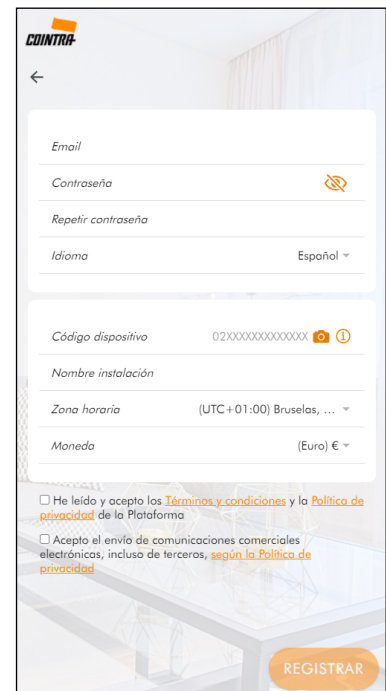 COINTRA
Email
Contraseña
Repetir contraseña
Idioma Español
Código dispositivo 02XXXXXXXXXXXXX
Nombre instalación
Zona horaria (UTC+01:00) Bruselas, ...
Moneda (Euro) €
He leído y acepto los Términos y condiciones y la Política de
privacidad de la Plataforma
Acepto el envío de comunicaciones comerciales
electrónicas, incluso de terceros, según la Política de
privacidad
REGISTRAR